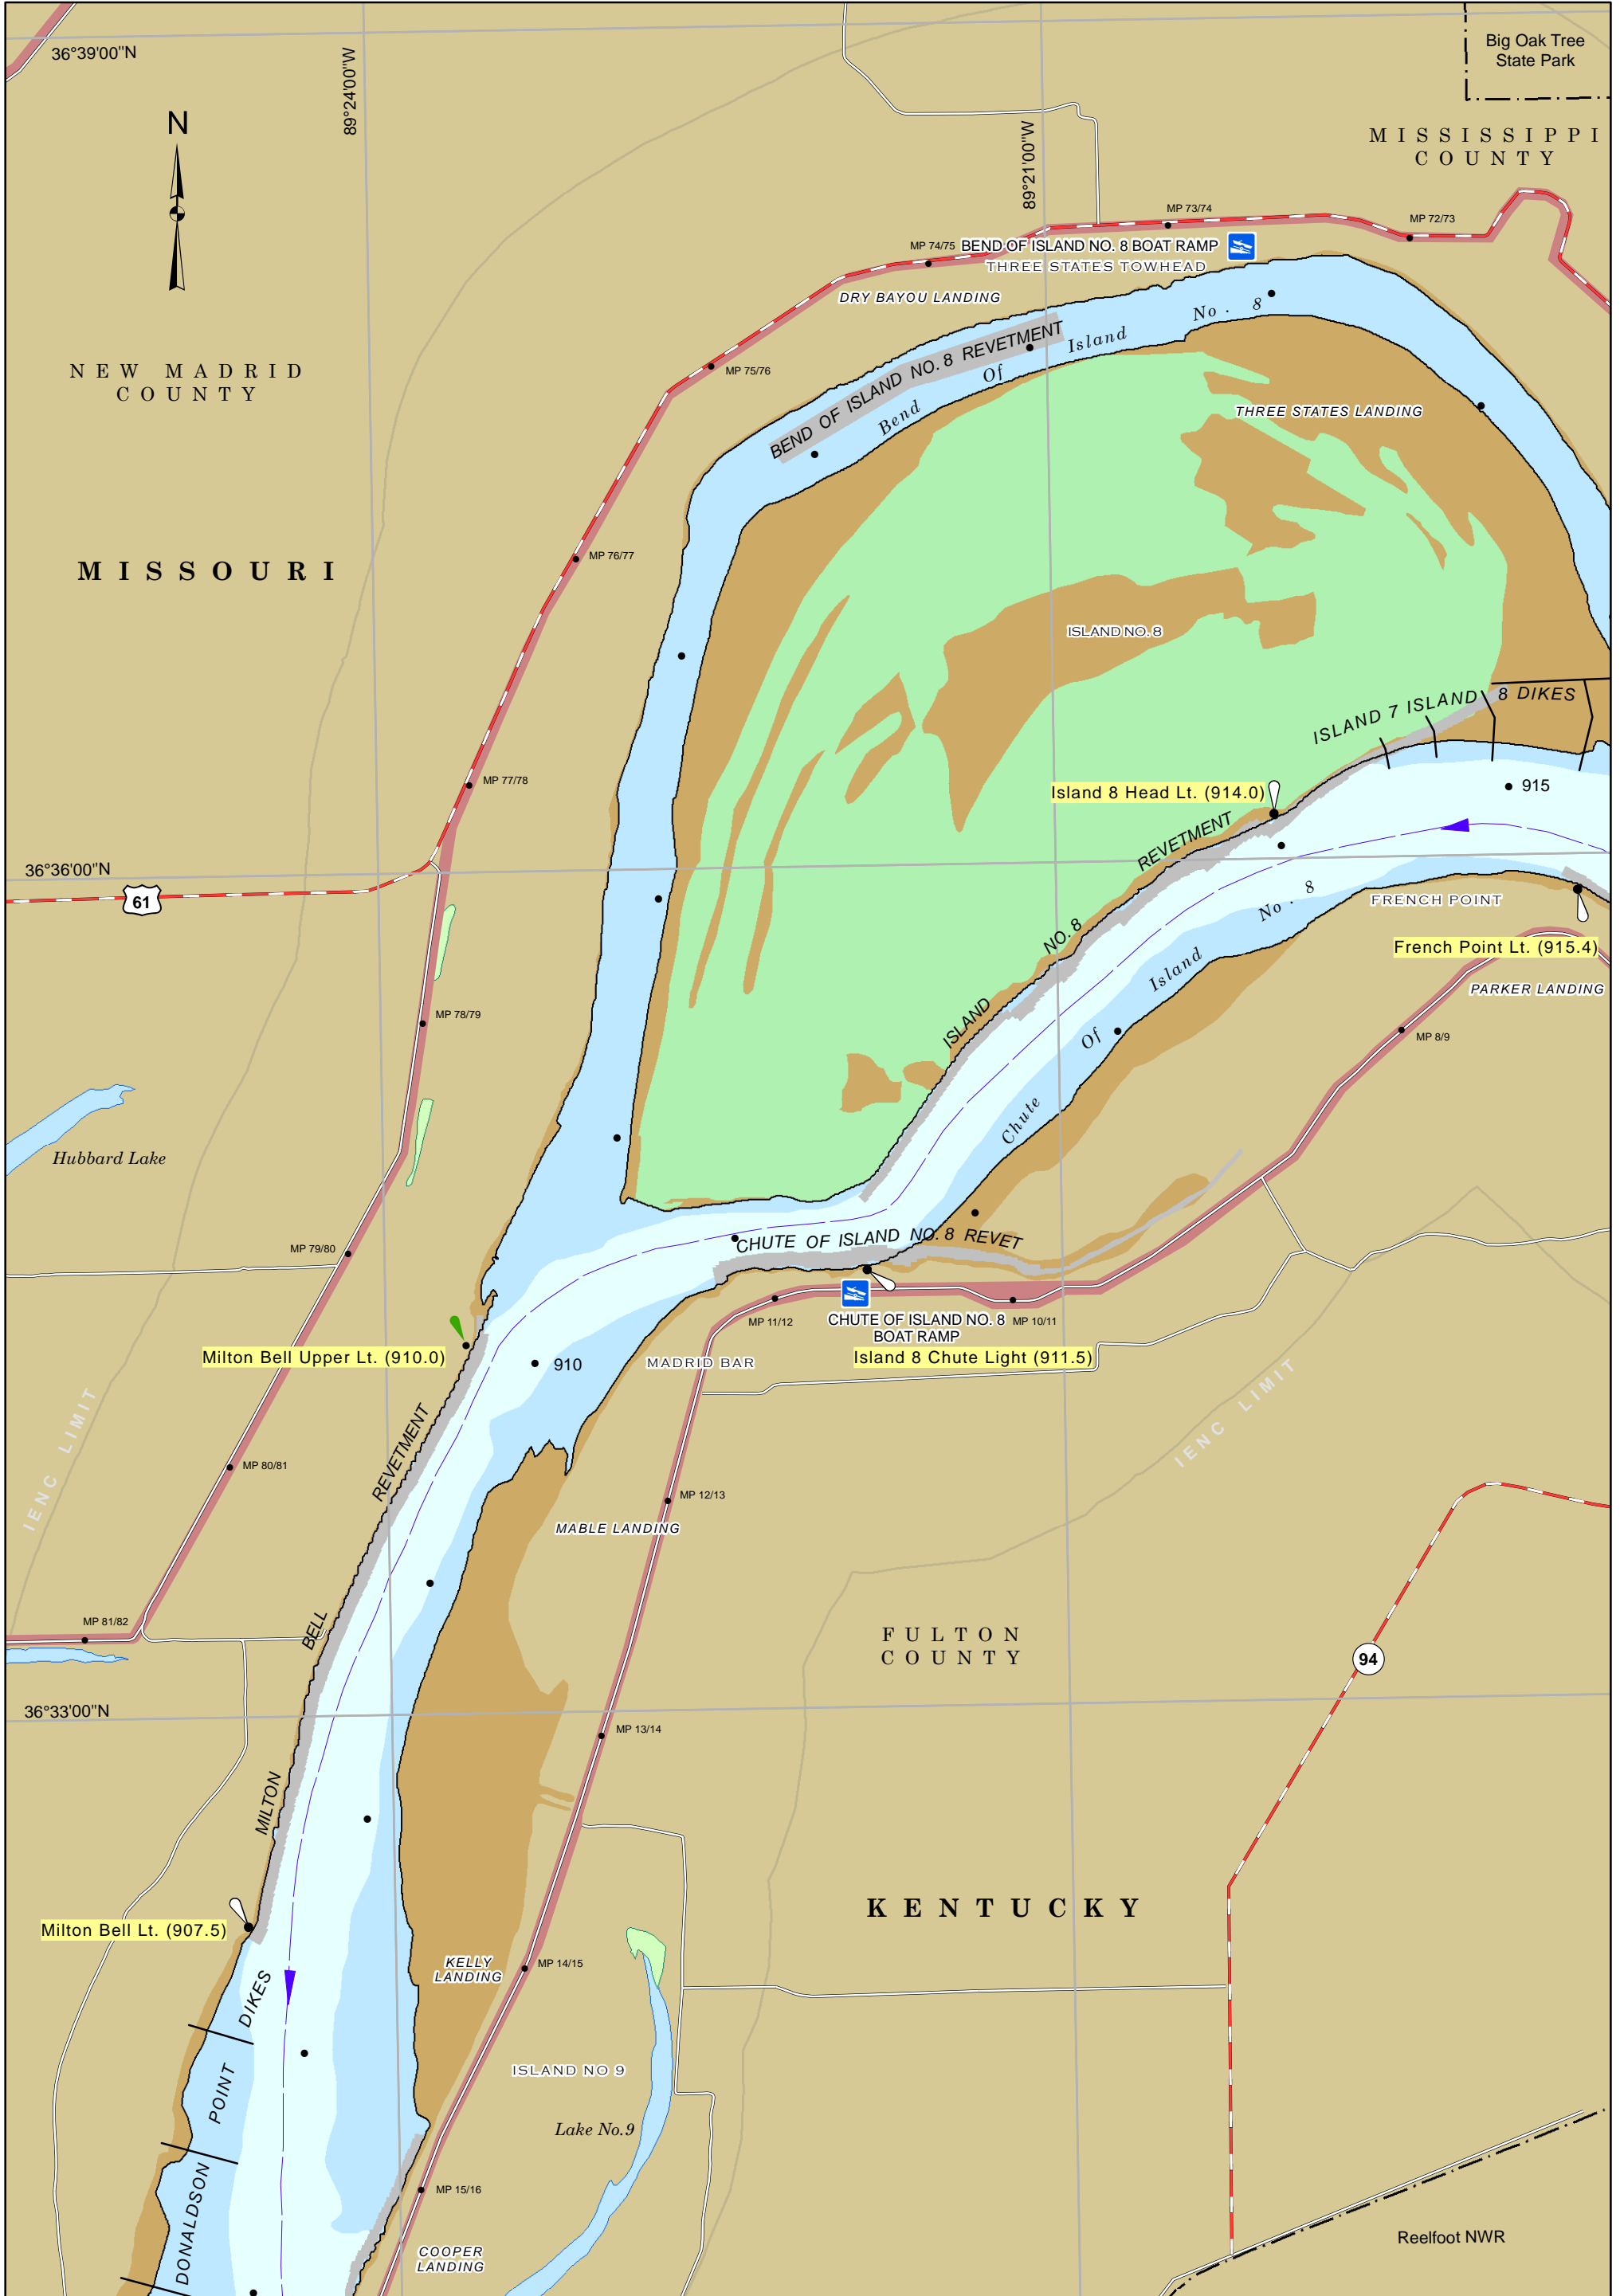 36°39'00"N
89°24'00"W
Big Oak Tree
State Park
N
MISSISSIPPI
COUNTY
89°21'00"W
MP 73/74
MP 72/73
MP 74/75
BEND OF ISLAND NO. 8 BOAT RAMP
THREE STATES TOWHEAD
DRY BAYOU LANDING
Bend Of Island No. 8
BEND OF ISLAND NO. 8 REVETMENT
NEW MADRID
COUNTY
MP 75/76
THREE STATES LANDING
MP 76/77
MISSOURI
ISLAND NO. 8
ISLAND 7 ISLAND 8 DIKES
MP 77/78
Island 8 Head Lt. (914.0)
915
36°36'00"N
61
ISLAND NO. 8 REVETMENT
Chute Of Island No. 8
FRENCH POINT
French Point Lt. (915.4)
PARKER LANDING
MP 78/79
MP 8/9
Hubbard Lake
MP 79/80
CHUTE OF ISLAND NO. 8 REVET
MP 11/12
CHUTE OF ISLAND NO. 8
BOAT RAMP
MP 10/11
Milton Bell Upper Lt. (910.0)
910
MADRID BAR
Island 8 Chute Light (911.5)
IENC LIMIT
IENC LIMIT
MP 80/81
MILTON BELL REVETMENT
MP 12/13
MABLE LANDING
MP 81/82
FULTON
COUNTY
94
36°33'00"N
MP 13/14
KENTUCKY
Milton Bell Lt. (907.5)
KELLY
LANDING
MP 14/15
DONALDSON POINT DIKES
ISLAND NO 9
Lake No.9
MP 15/16
COOPER
LANDING
Reelfoot NWR